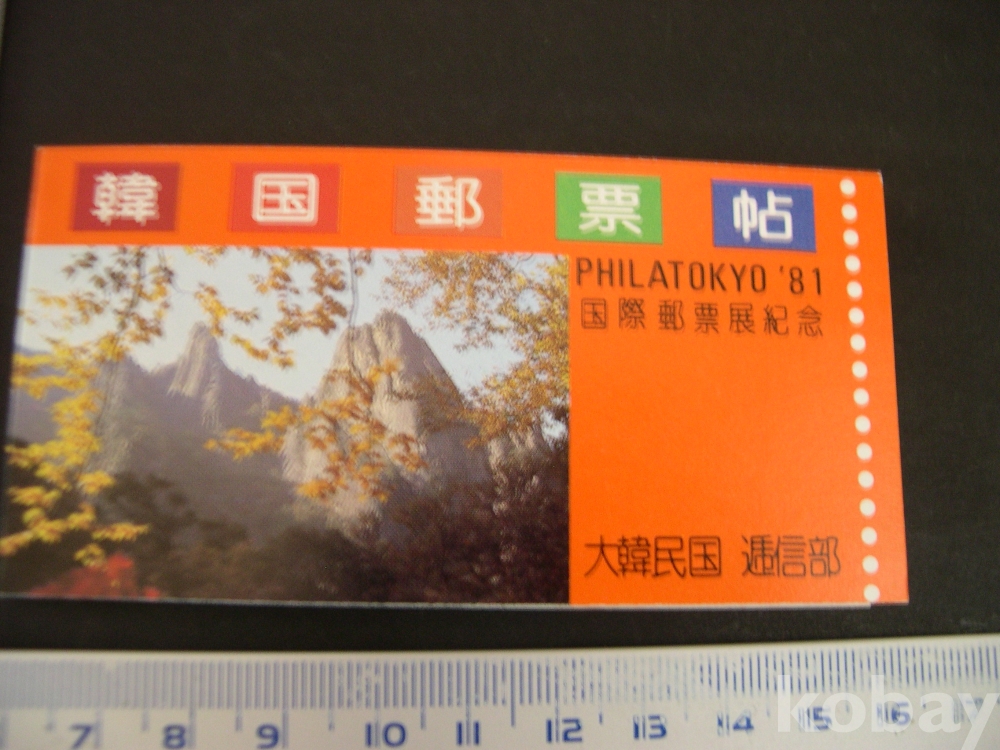 韓国郵票帖
PHILATOKYO '81
国際郵票展紀念
大韓民国 逓信部
7 8 9 10 11 12 13 14 15 16 17
kobay